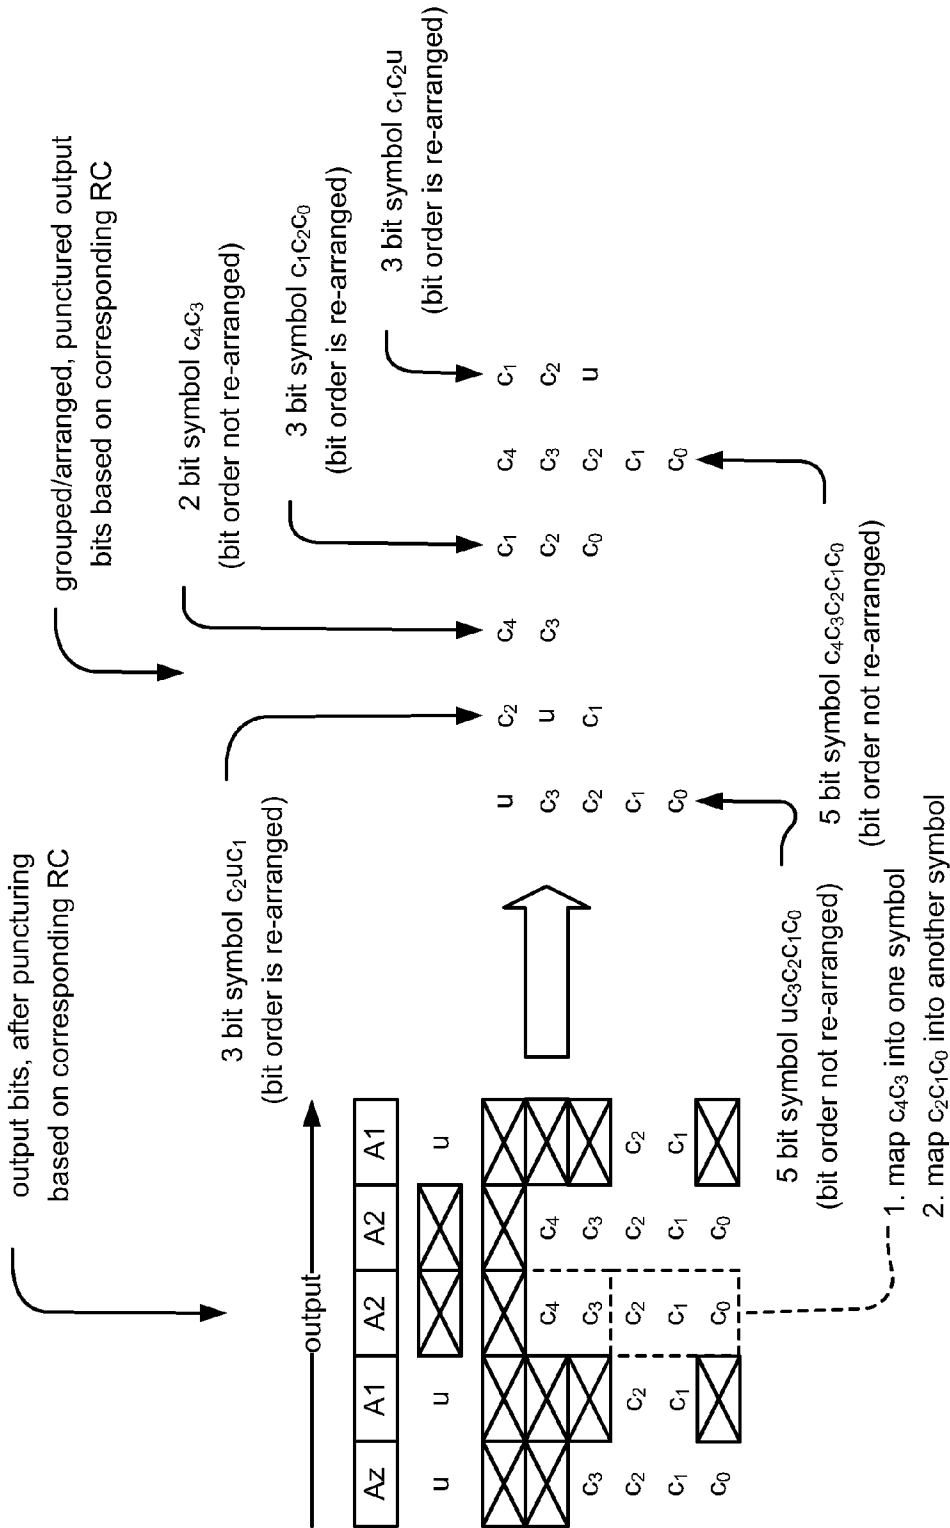 output bits, after puncturing
based on corresponding RC
grouped/arranged, punctured output
bits based on corresponding RC
3 bit symbol c₂uc₁
(bit order is re-arranged)
2 bit symbol c₄c₃
(bit order not re-arranged)
3 bit symbol c₁c₂c₀
(bit order is re-arranged)
3 bit symbol c₁c₂u
(bit order is re-arranged)
output
Az A1 A2 A2 A1
u u u
c₄ c₄
c₃ c₃ c₃
c₂ c₂ c₂ c₂ c₂
c₁ c₁ c₁ c₁ c₁
c₀ c₀ c₀
u c₂ c₄ c₁ c₄ c₁
c₃ u c₃ c₂ c₃ c₂
c₂ c₁ c₀ c₂ u
c₁ c₁
c₀ c₀
5 bit symbol uc₃c₂c₁c₀
(bit order not re-arranged)
5 bit symbol c₄c₃c₂c₁c₀
(bit order not re-arranged)
1. map c₄c₃ into one symbol
2. map c₂c₁c₀ into another symbol